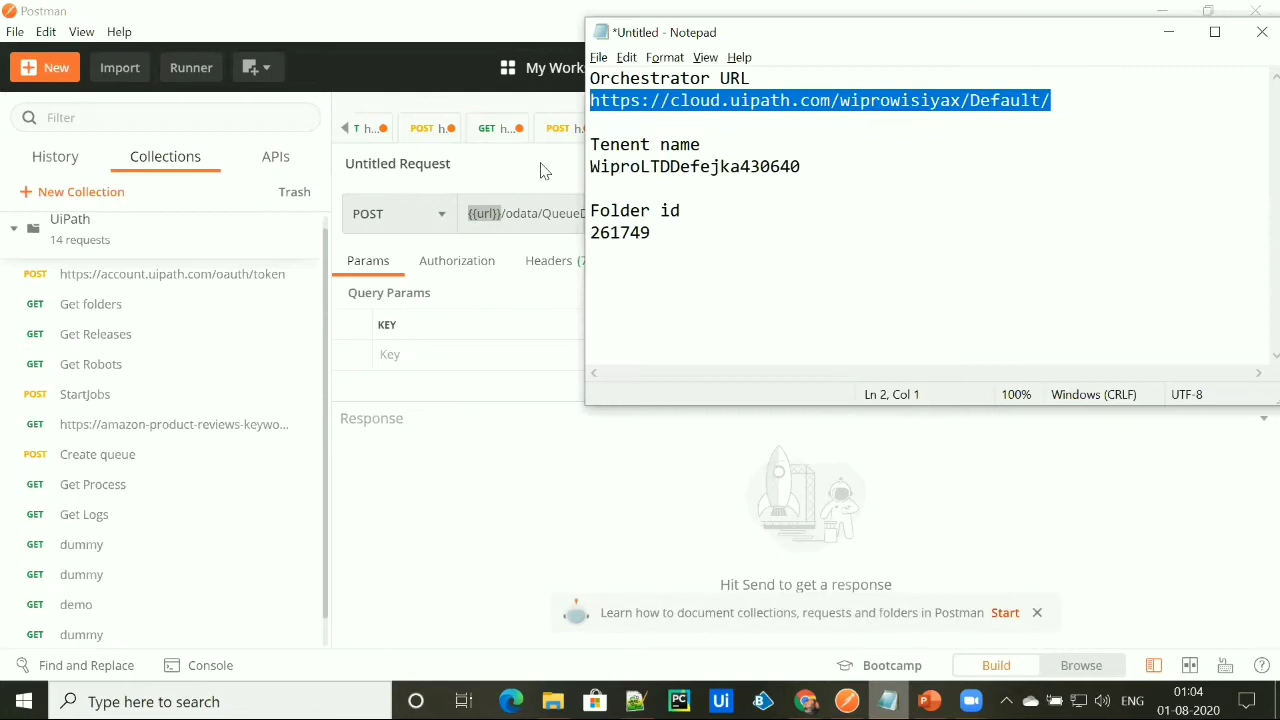 Postman
File Edit View Help
New
Import
Runner
My Work
Filter
History
Collections
APIs
+ New Collection
Trash
UiPath
14 requests
POST https://account.uipath.com/oauth/token
GET Get folders
GET Get Releases
GET Get Robots
POST StartJobs
GET https://amazon-product-reviews-keywo...
POST Create queue
GET Get Process
GET Get Logs
GET dummy
GET dummy
GET demo
GET dummy
T h...
POST h.
GET h...
POST h.
Untitled Request
POST
{{url}}/odata/QueueD
Params
Authorization
Headers (7
Query Params
KEY
Key
Response
Hit Send to get a response
Learn how to document collections, requests and folders in Postman Start
*Untitled - Notepad
File Edit Format View Help
Orchestrator URL
https://cloud.uipath.com/wiprowisiyax/Default/
Tenent name
WiproLTDDefejka430640
Folder id
261749
Ln 2, Col 1
100%
Windows (CRLF)
UTF-8
Find and Replace
Console
Bootcamp
Build
Browse
Type here to search
PC
Ui
ENG
01:04
01-08-2020